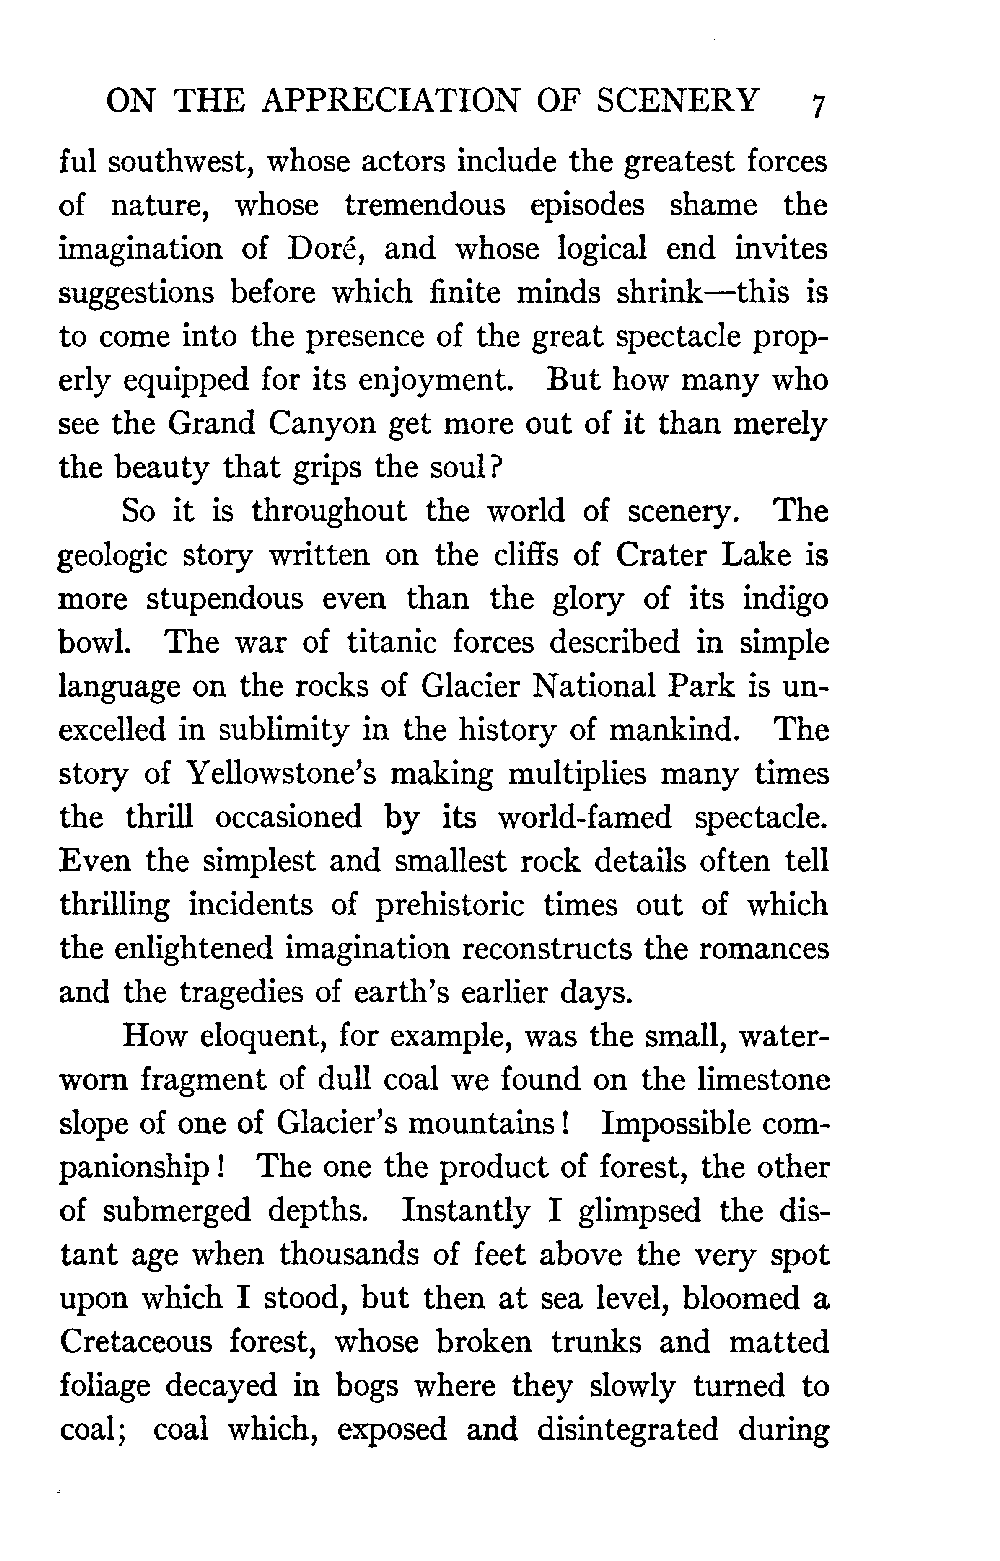 ON THE APPRECIATION OF SCENERY 7
ful southwest, whose actors include the greatest forces
of nature, whose tremendous episodes shame the
imagination of Doré, and whose logical end invites
suggestions before which finite minds shrink—this is
to come into the presence of the great spectacle prop-
erly equipped for its enjoyment. But how many who
see the Grand Canyon get more out of it than merely
the beauty that grips the soul?
So it is throughout the world of scenery. The
geologic story written on the cliffs of Crater Lake is
more stupendous even than the glory of its indigo
bowl. The war of titanic forces described in simple
language on the rocks of Glacier National Park is un-
excelled in sublimity in the history of mankind. The
story of Yellowstone's making multiplies many times
the thrill occasioned by its world-famed spectacle.
Even the simplest and smallest rock details often tell
thrilling incidents of prehistoric times out of which
the enlightened imagination reconstructs the romances
and the tragedies of earth's earlier days.
How eloquent, for example, was the small, water-
worn fragment of dull coal we found on the limestone
slope of one of Glacier's mountains! Impossible com-
panionship! The one the product of forest, the other
of submerged depths. Instantly I glimpsed the dis-
tant age when thousands of feet above the very spot
upon which I stood, but then at sea level, bloomed a
Cretaceous forest, whose broken trunks and matted
foliage decayed in bogs where they slowly turned to
coal; coal which, exposed and disintegrated during